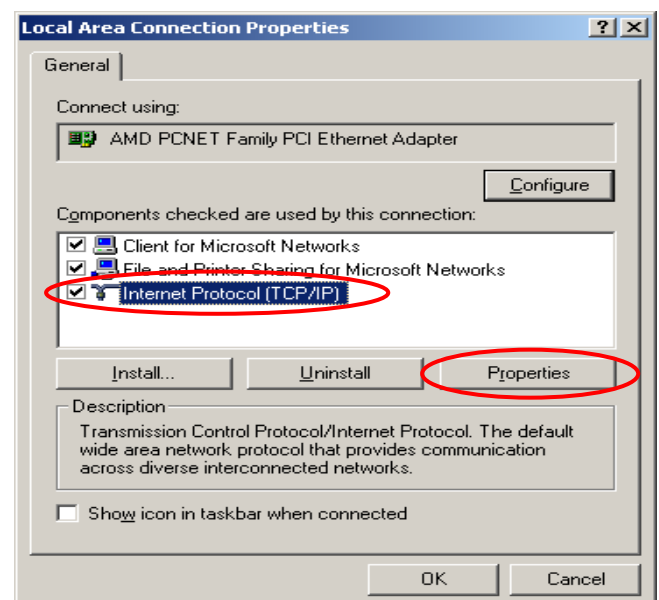 Local Area Connection Properties
General
Connect using:
AMD PCNET Family PCI Ethernet Adapter
Configure
Components checked are used by this connection:
Client for Microsoft Networks
File and Printer Sharing for Microsoft Networks
Internet Protocol (TCP/IP)
Install... Uninstall Properties
Description
Transmission Control Protocol/Internet Protocol. The default
wide area network protocol that provides communication
across diverse interconnected networks.
Show icon in taskbar when connected
OK Cancel